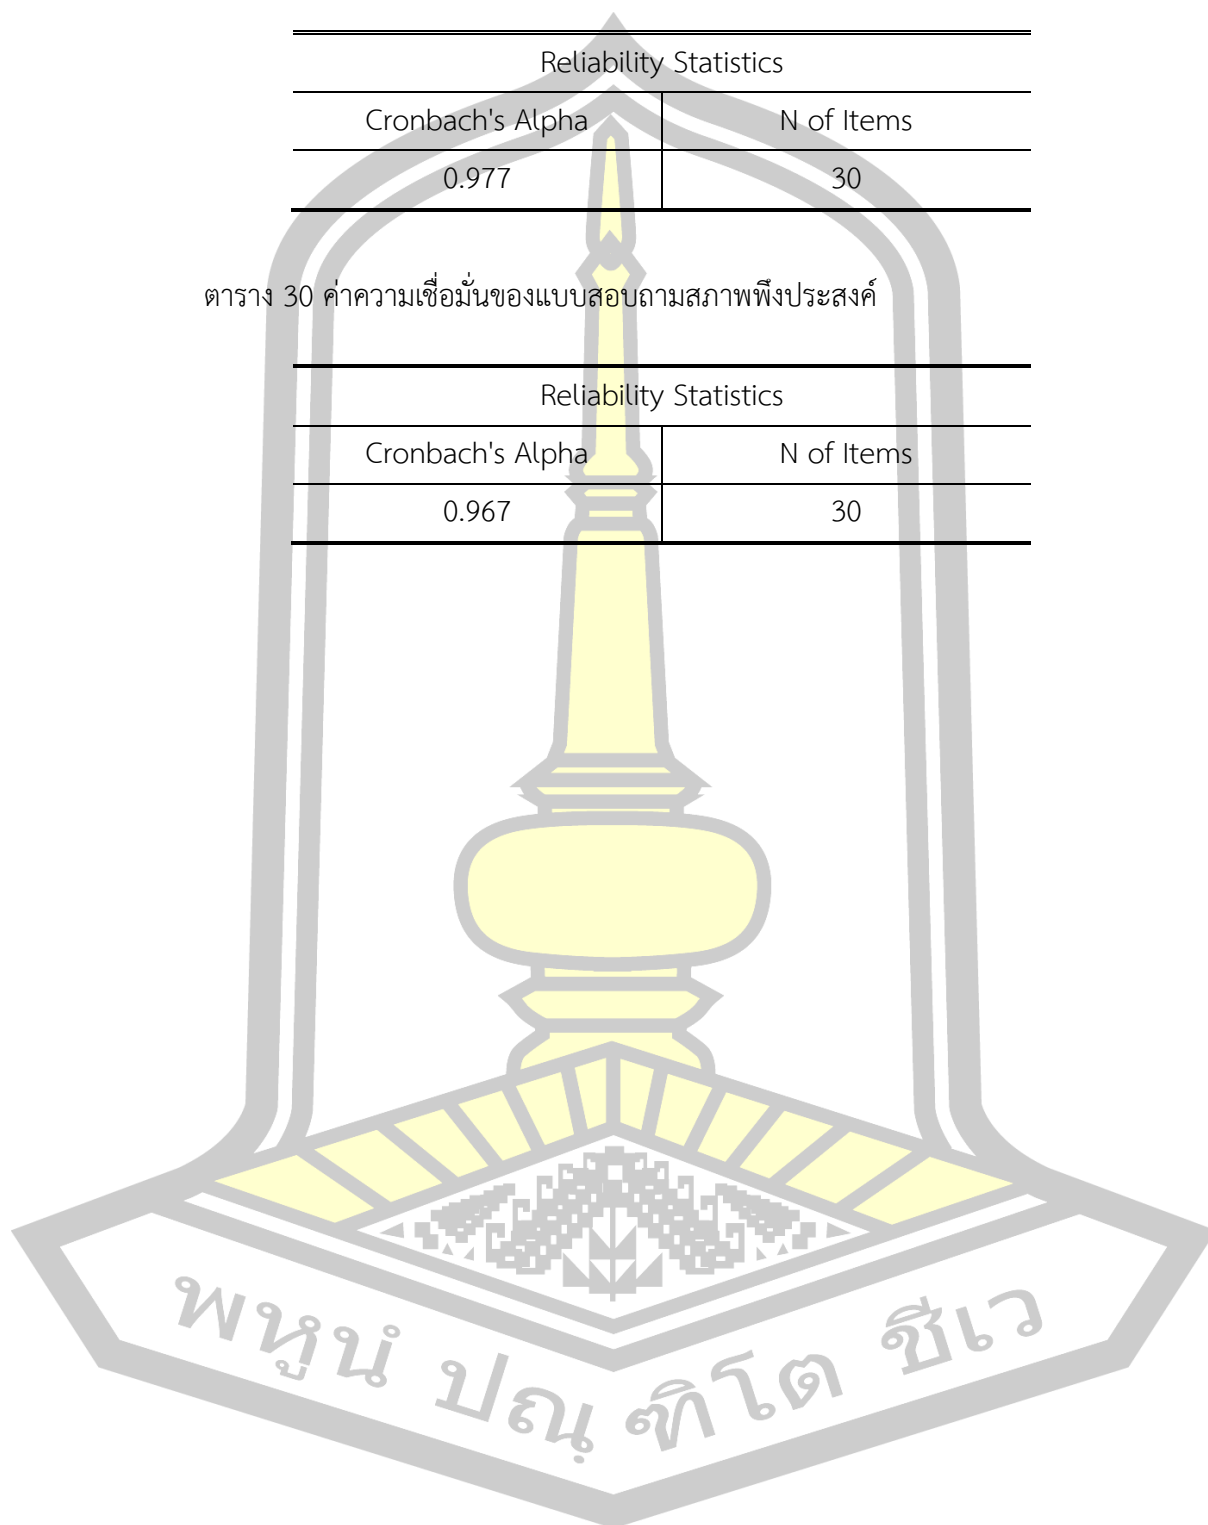 Reliability Statistics
Cronbach's Alpha N of Items
0.977 30
ตาราง 30 ค่าความเชื่อมั่นของแบบสอบถามสภาพพึงประสงค์
Reliability Statistics
Cronbach's Alpha N of Items
0.967 30
พหูนํ ปณฺฑิโต ชีเว